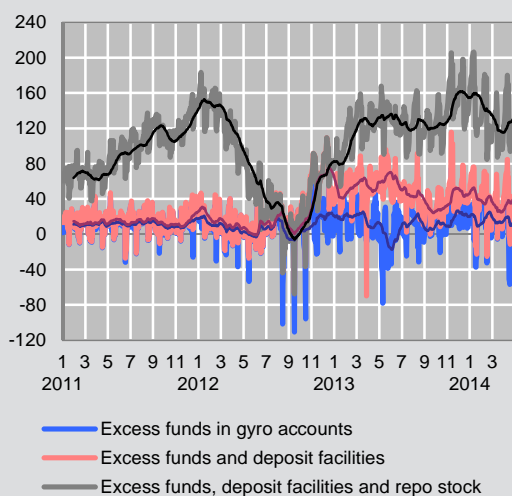 240
200
160
120
80
40
0
-40
-80
-120
1 3 5 7 9 11 1 3 5 7 9 11 1 3 5 7 9 11 1 3
2011 2012 2013 2014
Excess funds in gyro accounts
Excess funds and deposit facilities
Excess funds, deposit facilities and repo stock